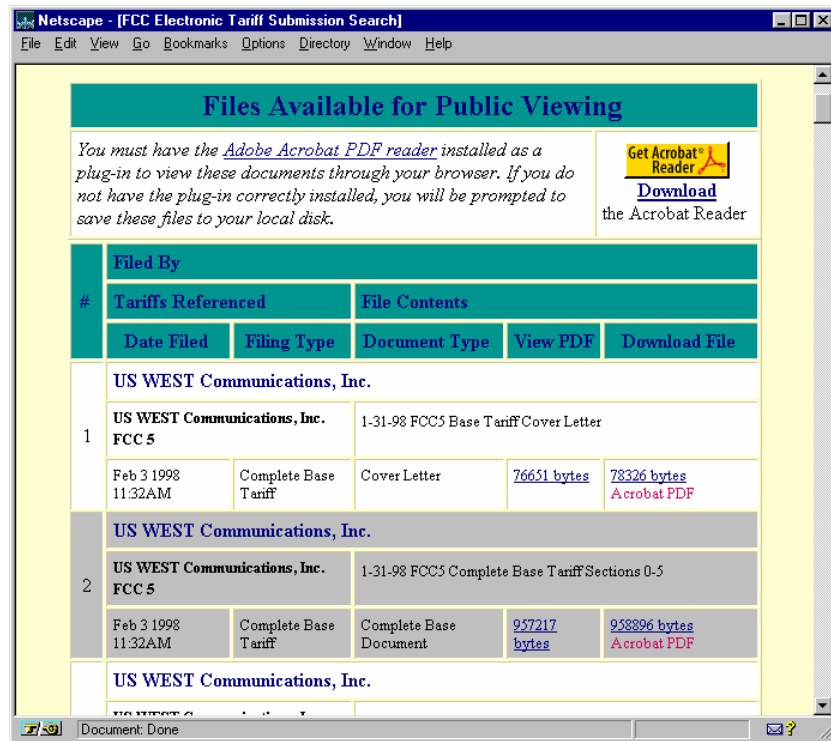 Netscape - [FCC Electronic Tariff Submission Search]
File Edit View Go Bookmarks Options Directory Window Help
Files Available for Public Viewing
You must have the Adobe Acrobat PDF reader installed as a
plug-in to view these documents through your browser. If you do
not have the plug-in correctly installed, you will be prompted to
save these files to your local disk.
Get Acrobat®
Reader
Download
the Acrobat Reader
#
Filed By
Tariffs Referenced File Contents
Date Filed Filing Type Document Type View PDF Download File
1
US WEST Communications, Inc.
US WEST Communications, Inc.
FCC 5
1-31-98 FCC5 Base Tariff Cover Letter
Feb 3 1998
11:32AM
Complete Base
Tariff
Cover Letter
76651 bytes
78326 bytes
Acrobat PDF
2
US WEST Communications, Inc.
US WEST Communications, Inc.
FCC 5
1-31-98 FCC5 Complete Base Tariff Sections 0-5
Feb 3 1998
11:32AM
Complete Base
Tariff
Complete Base
Document
957217
bytes
958896 bytes
Acrobat PDF
US WEST Communications, Inc.
Document: Done